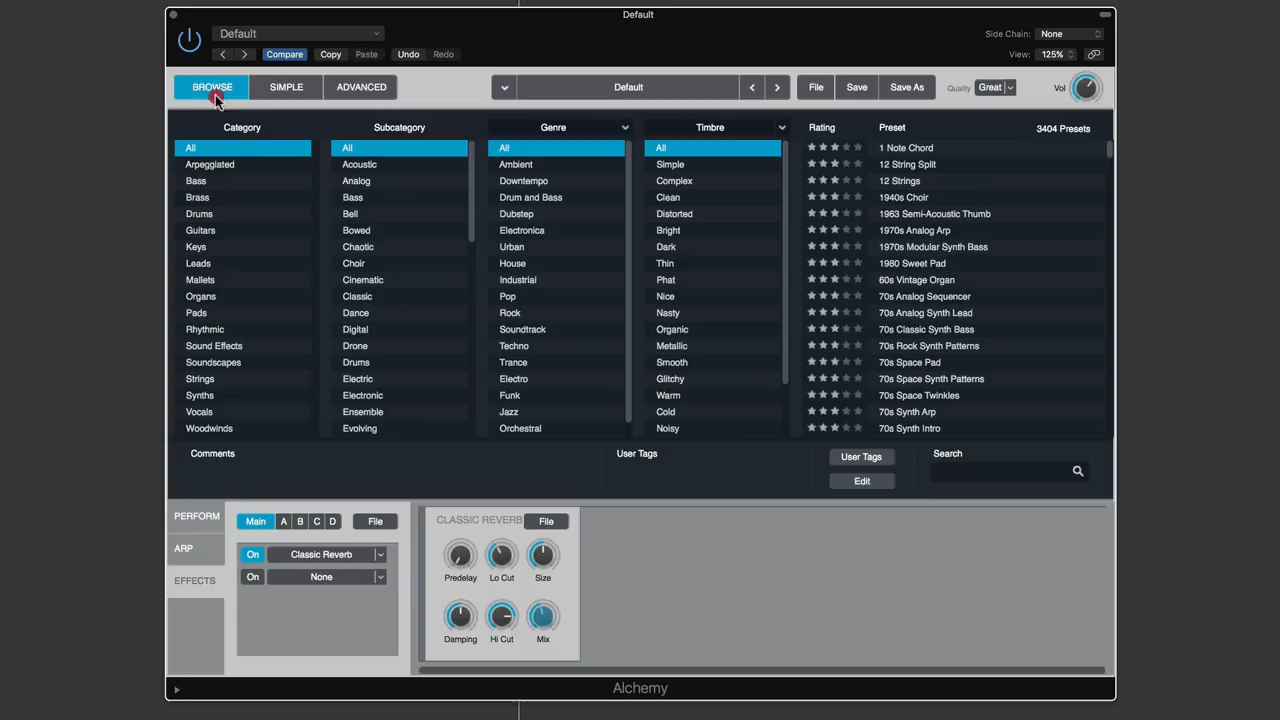 Default
Default
Side Chain: None
Compare Copy Paste Undo Redo
View: 125%
BROWSE SIMPLE ADVANCED Default File Save Save As Quality Great Vol
Category Subcategory Genre Timbre Rating Preset 3404 Presets
All All All All 1 Note Chord
Arpeggiated Acoustic Ambient Simple 12 String Split
Bass Analog Downtempo Complex 12 Strings
Brass Bass Drum and Bass Clean 1940s Choir
Drums Bell Dubstep Distorted 1963 Semi-Acoustic Thumb
Guitars Bowed Electronica Bright 1970s Analog Arp
Keys Chaotic Urban Dark 1970s Modular Synth Bass
Leads Choir House Thin 1980 Sweet Pad
Mallets Cinematic Industrial Phat 60s Vintage Organ
Organs Classic Pop Nice 70s Analog Sequencer
Pads Dance Rock Nasty 70s Analog Synth Lead
Rhythmic Digital Soundtrack Organic 70s Classic Synth Bass
Sound Effects Drone Techno Metallic 70s Rock Synth Patterns
Soundscapes Drums Trance Smooth 70s Space Pad
Strings Electric Electro Glitchy 70s Space Synth Patterns
Synths Electronic Funk Warm 70s Space Twinkles
Vocals Ensemble Jazz Cold 70s Synth Arp
Woodwinds Evolving Orchestral Noisy 70s Synth Intro
Comments User Tags User Tags Search
Edit
PERFORM Main A B C D File CLASSIC REVERB File
ARP On Classic Reverb
EFFECTS On None
Predelay Lo Cut Size
Damping Hi Cut Mix
Alchemy